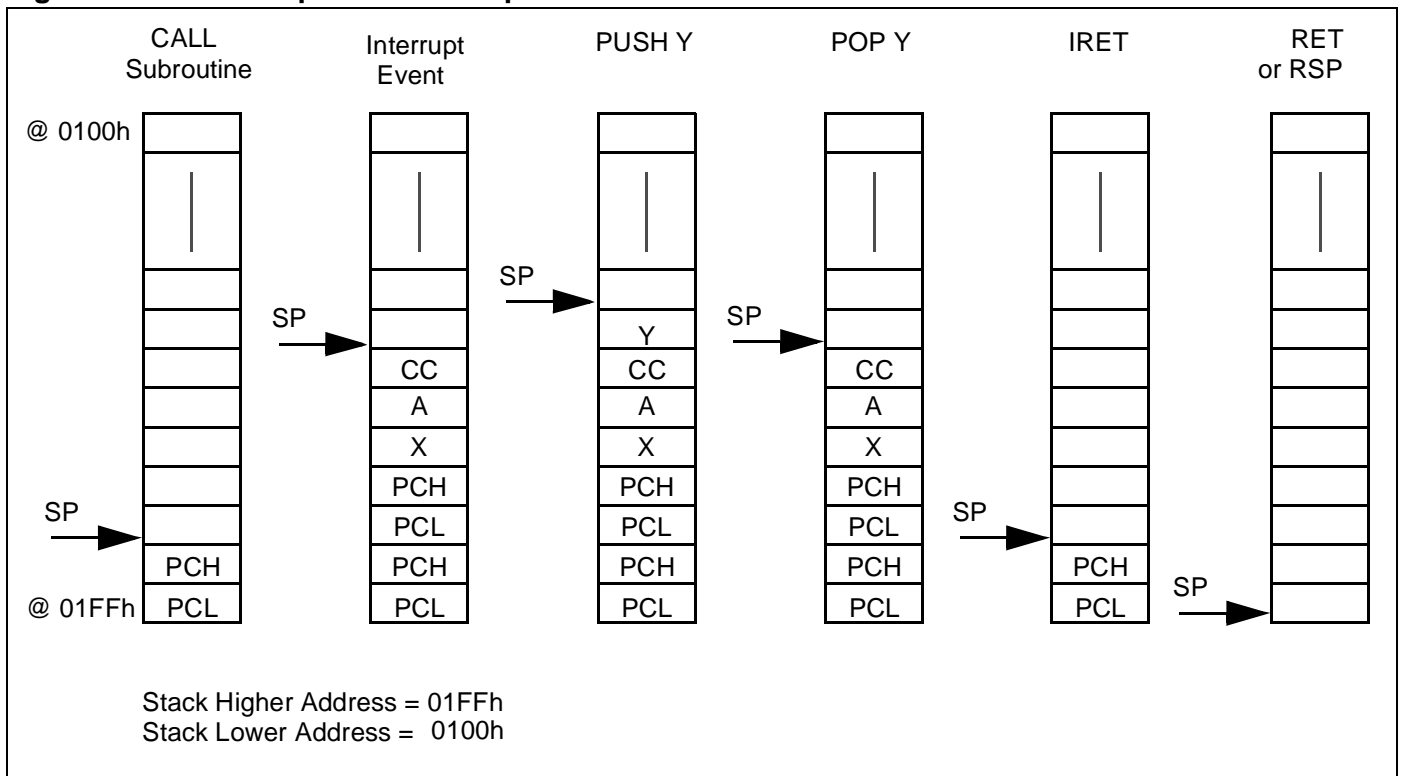 CALL
Subroutine
Interrupt
Event
PUSH Y
POP Y
IRET
RET
or RSP
@ 0100h
SP
SP
SP
SP
SP
SP
Y
CC
CC
CC
A
A
A
X
X
X
PCH
PCH
PCH
PCL
PCL
PCL
PCH
PCH
PCH
PCH
PCH
@ 01FFh
PCL
PCL
PCL
PCL
PCL
Stack Higher Address = 01FFh
Stack Lower Address = 0100h